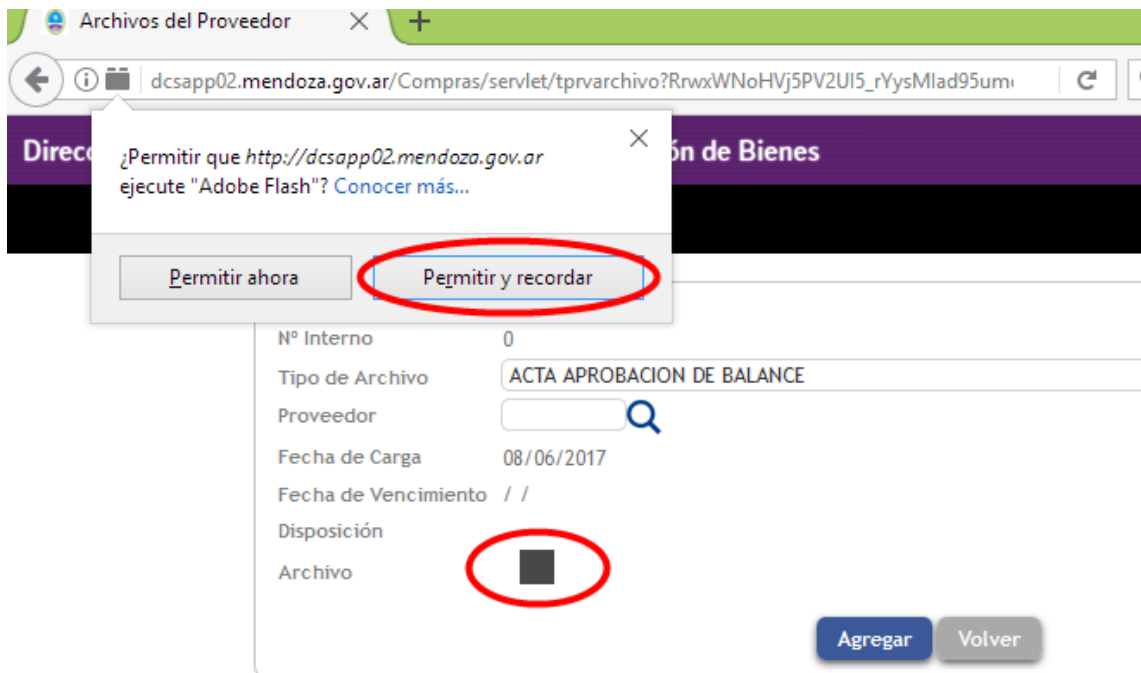 Archivos del Proveedor
dcsapp02.mendoza.gov.ar/Compras/servlet/tprvarchivo?RrwxWNoHVj5PV2UI5_rYysMlad95um
Direc
ón de Bienes
¿Permitir que http://dcsapp02.mendoza.gov.ar
ejecute "Adobe Flash"? Conocer más...
Permitir ahora
Permitir y recordar
Nº Interno 0
Tipo de Archivo ACTA APROBACION DE BALANCE
Proveedor
Fecha de Carga 08/06/2017
Fecha de Vencimiento / /
Disposición
Archivo
Agregar Volver